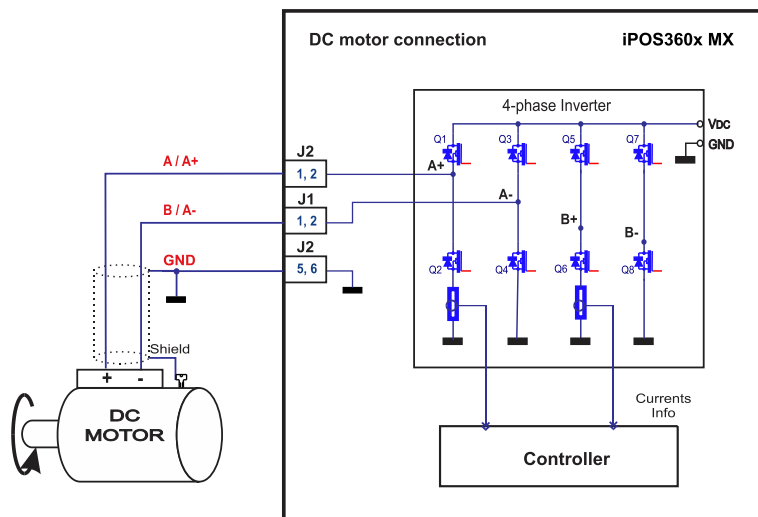 DC motor connection
iPOS360x MX
4-phase Inverter
Q1
Q3
Q5
Q7
VDC
GND
A / A+
J2
1, 2
A+
B / A-
J1
1, 2
A-
B+
B-
GND
J2
5, 6
Q2
Q4
Q6
Q8
Shield
+
-
DC
MOTOR
Currents
Info
Controller